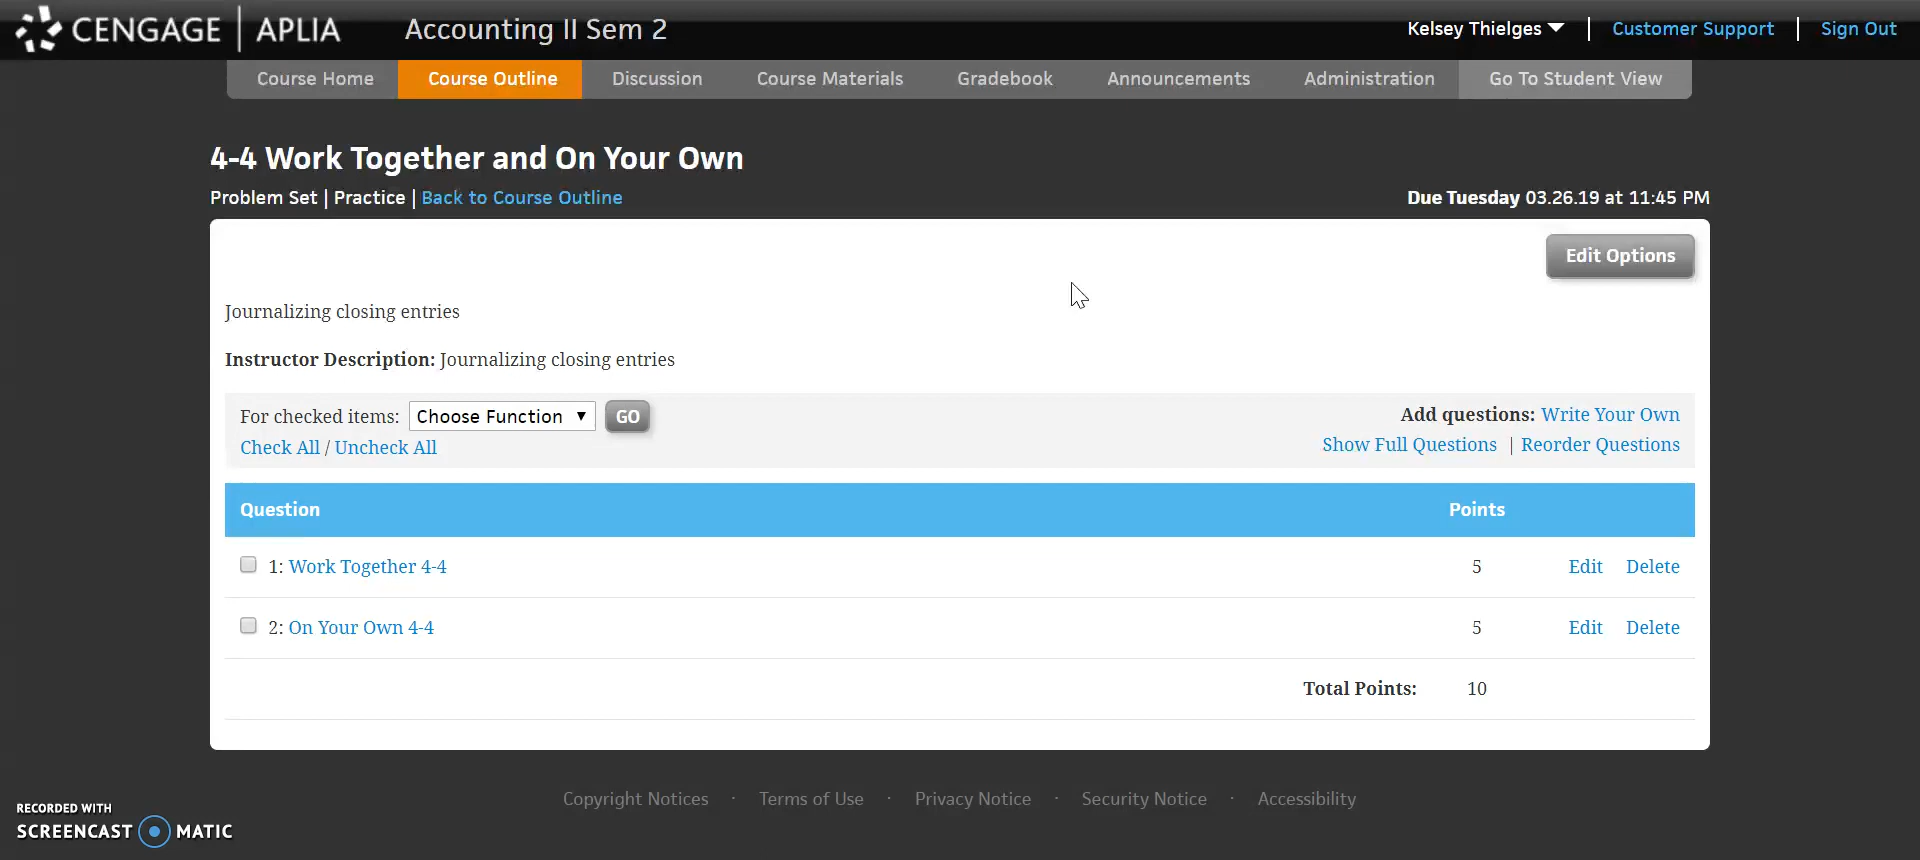 CENGAGE | APLIA Accounting II Sem 2 Kelsey Thielges | Customer Support | Sign Out
Course Home Course Outline Discussion Course Materials Gradebook Announcements Administration Go To Student View
4-4 Work Together and On Your Own
Problem Set | Practice | Back to Course Outline Due Tuesday 03.26.19 at 11:45 PM
Edit Options
Journalizing closing entries
Instructor Description: Journalizing closing entries
For checked items: Choose Function GO Add questions: Write Your Own
Check All / Uncheck All Show Full Questions | Reorder Questions
Question Points
1: Work Together 4-4 5 Edit Delete
2: On Your Own 4-4 5 Edit Delete
Total Points: 10
Copyright Notices · Terms of Use · Privacy Notice · Security Notice · Accessibility
RECORDED WITH
SCREENCAST MATIC